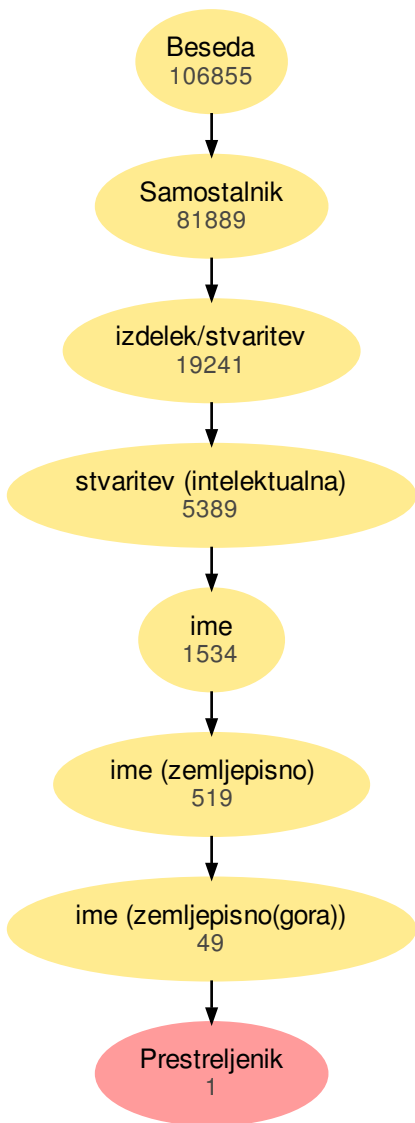 Beseda
106855
Samostalnik
81889
izdelek/stvaritev
19241
stvaritev (intelektualna)
5389
ime
1534
ime (zemljepisno)
519
ime (zemljepisno(gora))
49
Prestreljenik
1